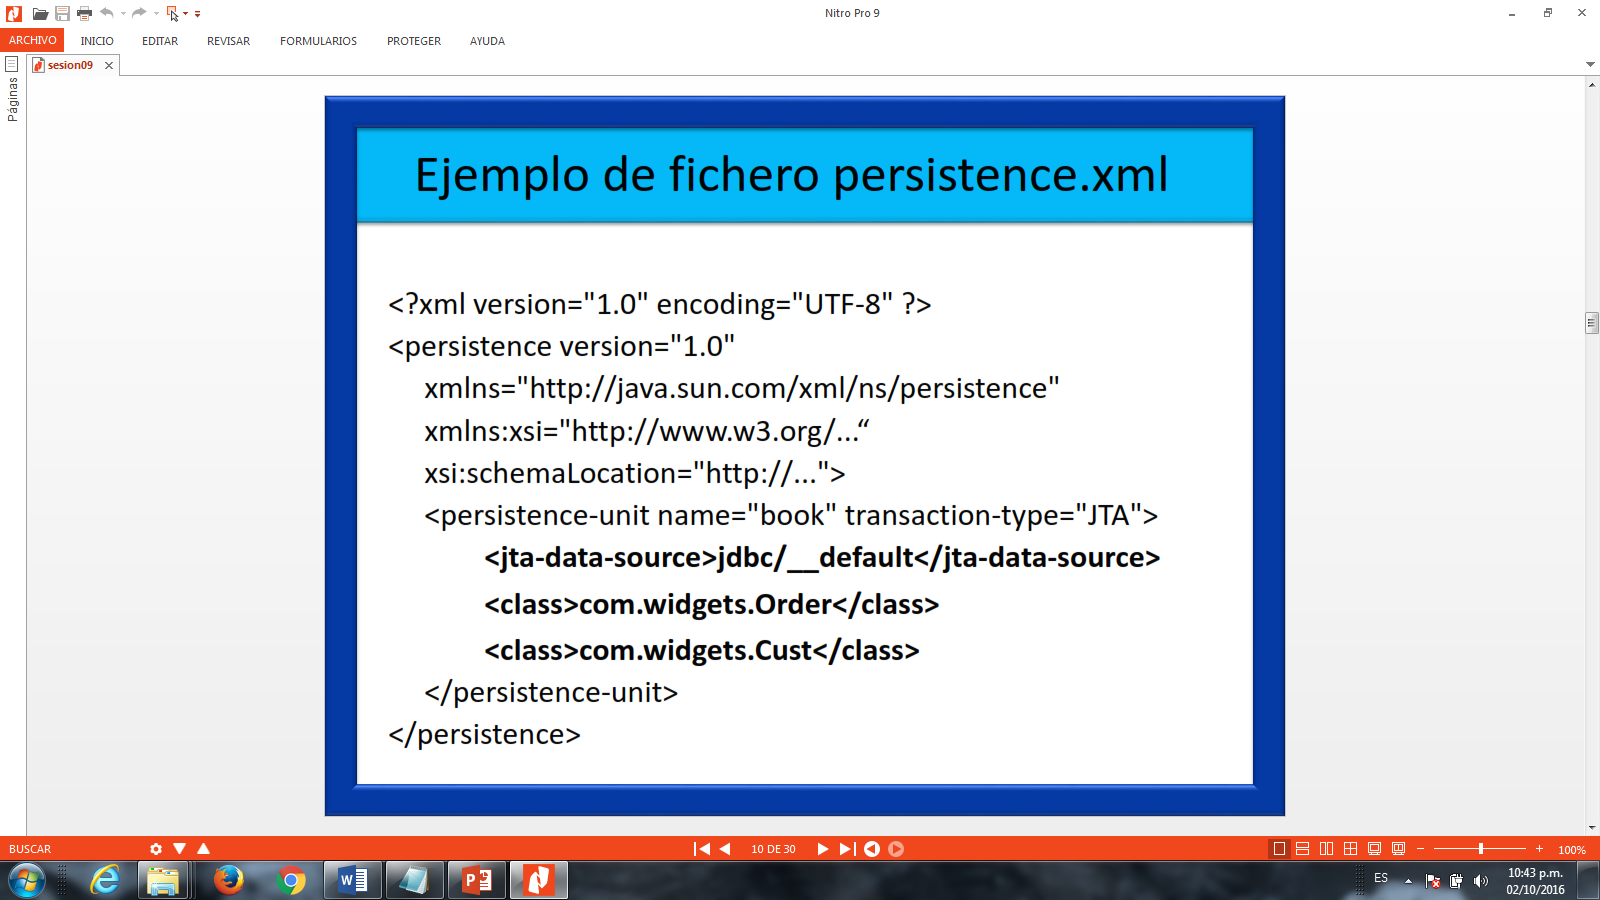 Nitro Pro 9
ARCHIVO INICIO EDITAR REVISAR FORMULARIOS PROTEGER AYUDA
sesion09
Páginas
Ejemplo de fichero persistence.xml
<?xml version="1.0" encoding="UTF-8" ?>
<persistence version="1.0"
xmlns="http://java.sun.com/xml/ns/persistence"
xmlns:xsi="http://www.w3.org/...“
xsi:schemaLocation="http://...">
<persistence-unit name="book" transaction-type="JTA">
<jta-data-source>jdbc/__default</jta-data-source>
<class>com.widgets.Order</class>
<class>com.widgets.Cust</class>
</persistence-unit>
</persistence>
BUSCAR 10 DE 30 100%
ES 10:43 p.m.
02/10/2016